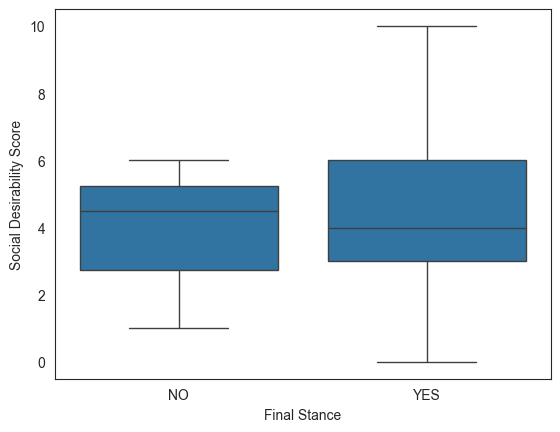 10
8
6
4
2
0
Social Desirability Score
NO
YES
Final Stance